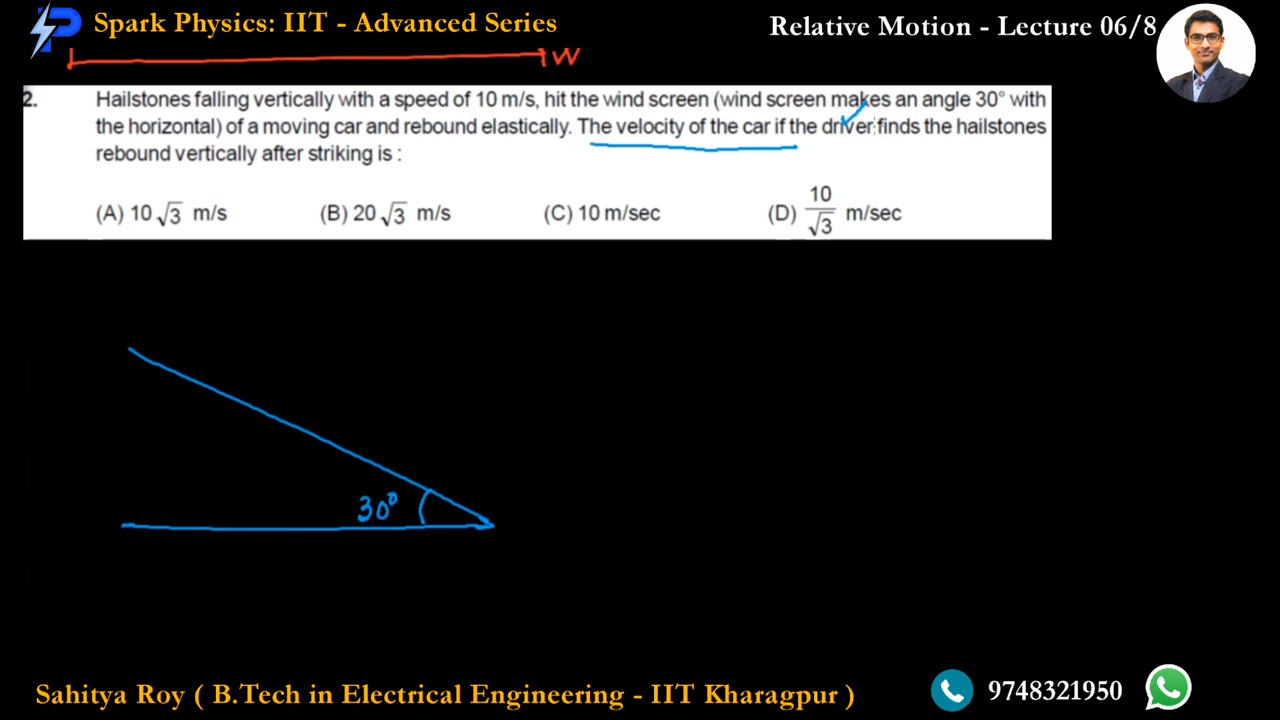 Spark Physics: IIT - Advanced Series
Relative Motion - Lecture 06/8
W
2. Hailstones falling vertically with a speed of 10 m/s, hit the wind screen (wind screen makes an angle 30° with
the horizontal) of a moving car and rebound elastically. The velocity of the car if the driver finds the hailstones
rebound vertically after striking is :
(A) 10√3 m/s (B) 20√3 m/s (C) 10 m/sec (D) 10/√3 m/sec
30°
Sahitya Roy ( B.Tech in Electrical Engineering - IIT Kharagpur )
9748321950